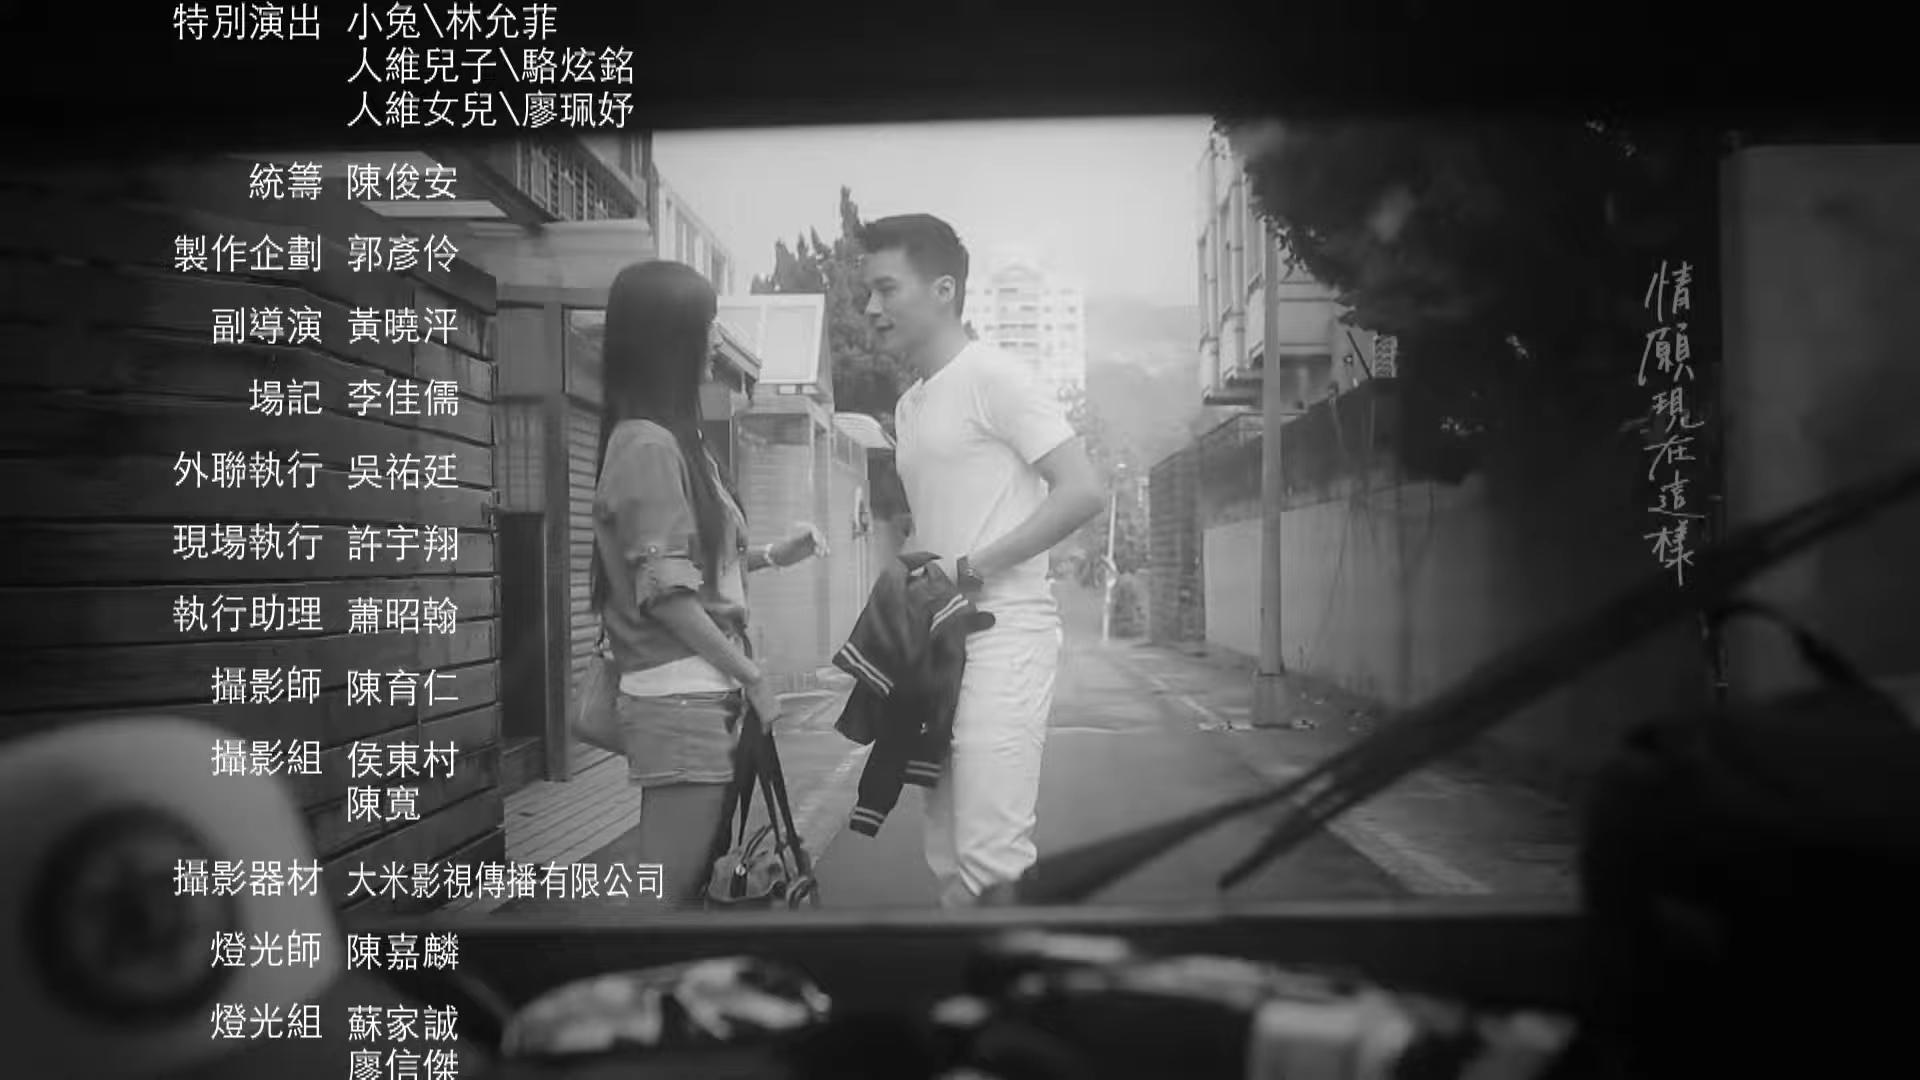 特別演出 小兔\林允菲
人維兒子\駱炫銘
人維女兒\廖珮妤
統籌 陳俊安
製作企劃 郭彥伶
副導演 黃曉泙
場記 李佳儒
外聯執行 吳祐廷
現場執行 許宇翔
執行助理 蕭昭翰
攝影師 陳育仁
攝影組 侯東村
陳寬
攝影器材 大米影視傳播有限公司
燈光師 陳嘉麟
燈光組 蘇家誠
廖信傑
情願現在這樣